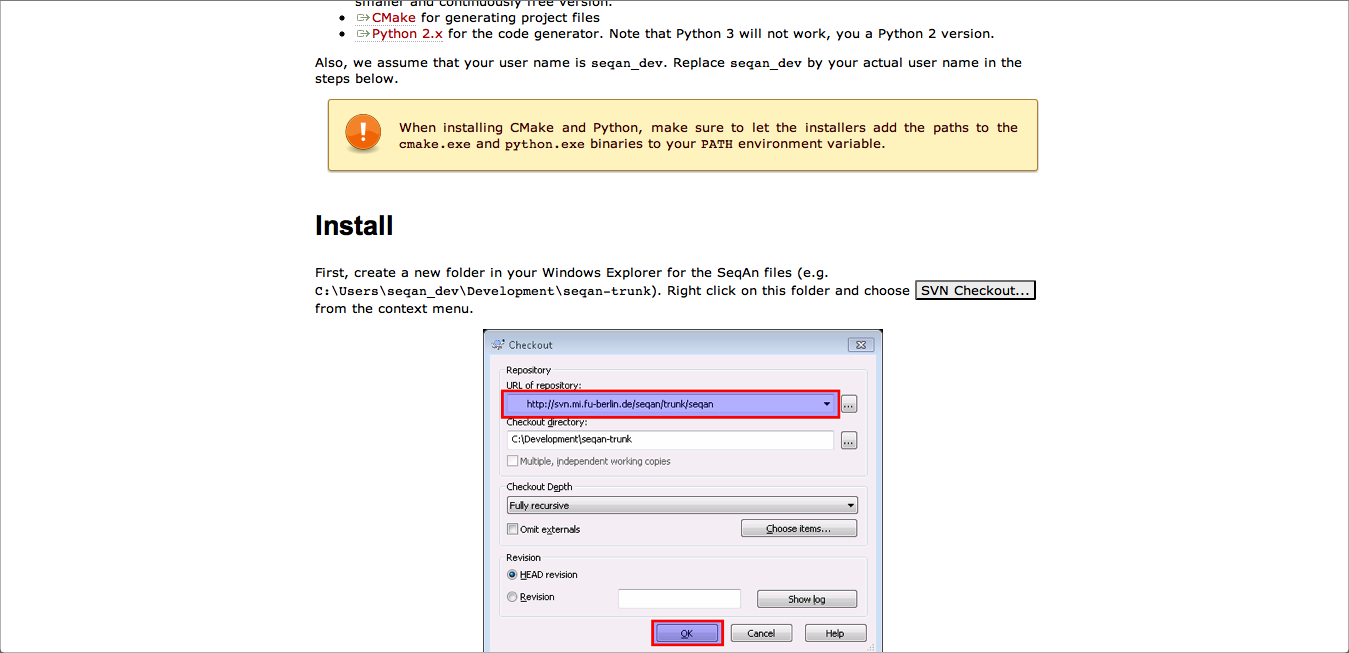 smaller and continuously free version.
CMake for generating project files
Python 2.x for the code generator. Note that Python 3 will not work, you a Python 2 version.
Also, we assume that your user name is seqan_dev. Replace seqan_dev by your actual user name in the
steps below.
When installing CMake and Python, make sure to let the installers add the paths to the
cmake.exe and python.exe binaries to your PATH environment variable.
Install
First, create a new folder in your Windows Explorer for the SeqAn files (e.g.
C:\Users\seqan_dev\Development\seqan-trunk). Right click on this folder and choose SVN Checkout...
from the context menu.
Checkout
Repository
URL of repository:
http://svn.mi.fu-berlin.de/seqan/trunk/seqan
...
Checkout directory:
C:\Development\seqan-trunk
...
Multiple, independent working copies
Checkout Depth
Fully recursive
Omit externals
Choose items...
Revision
HEAD revision
Revision
Show log
OK Cancel Help